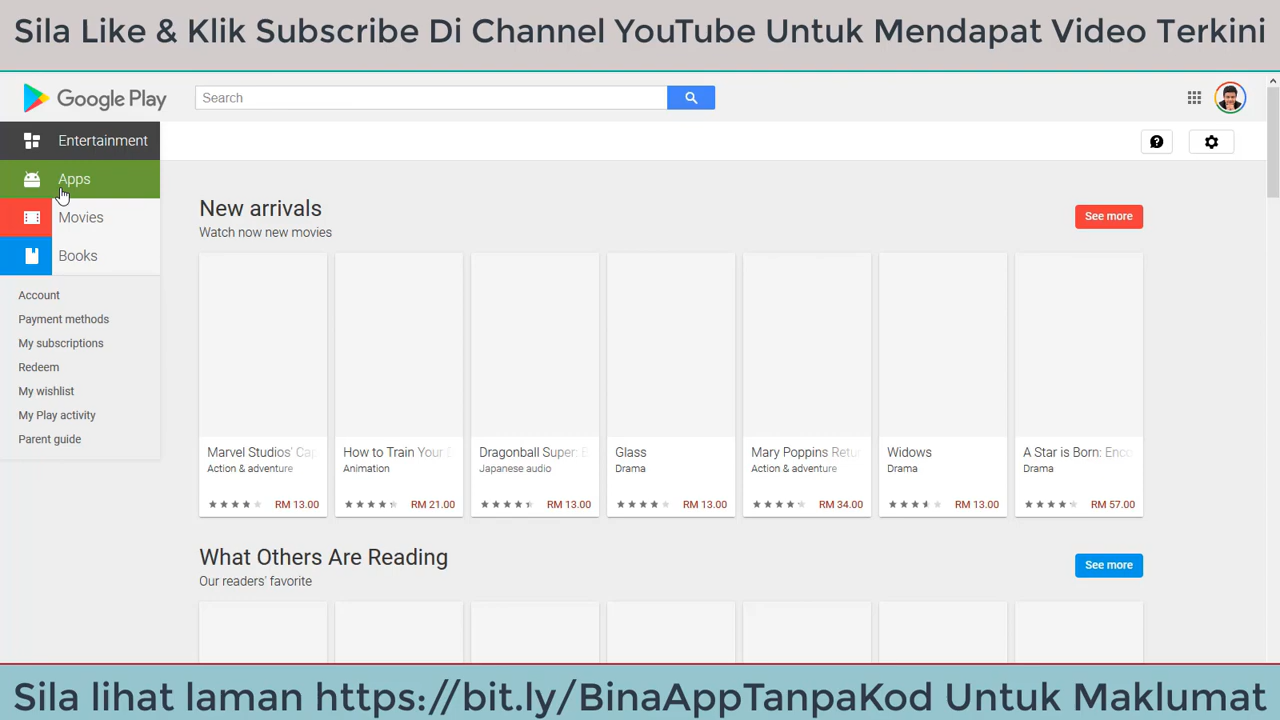 Sila Like & Klik Subscribe Di Channel YouTube Untuk Mendapat Video Terkini
Google Play
Search
Entertainment
Apps
Movies
Books
Account
Payment methods
My subscriptions
Redeem
My wishlist
My Play activity
Parent guide
New arrivals
See more
Watch now new movies
Marvel Studios' Cap
How to Train Your
Dragonball Super:
Glass
Mary Poppins Retu
Widows
A Star is Born: Enco
Action & adventure
Animation
Japanese audio
Drama
Action & adventure
Drama
Drama
RM 13.00
RM 21.00
RM 13.00
RM 13.00
RM 34.00
RM 13.00
RM 57.00
What Others Are Reading
See more
Our readers' favorite
Sila lihat laman https://bit.ly/BinaAppTanpaKod Untuk Maklumat